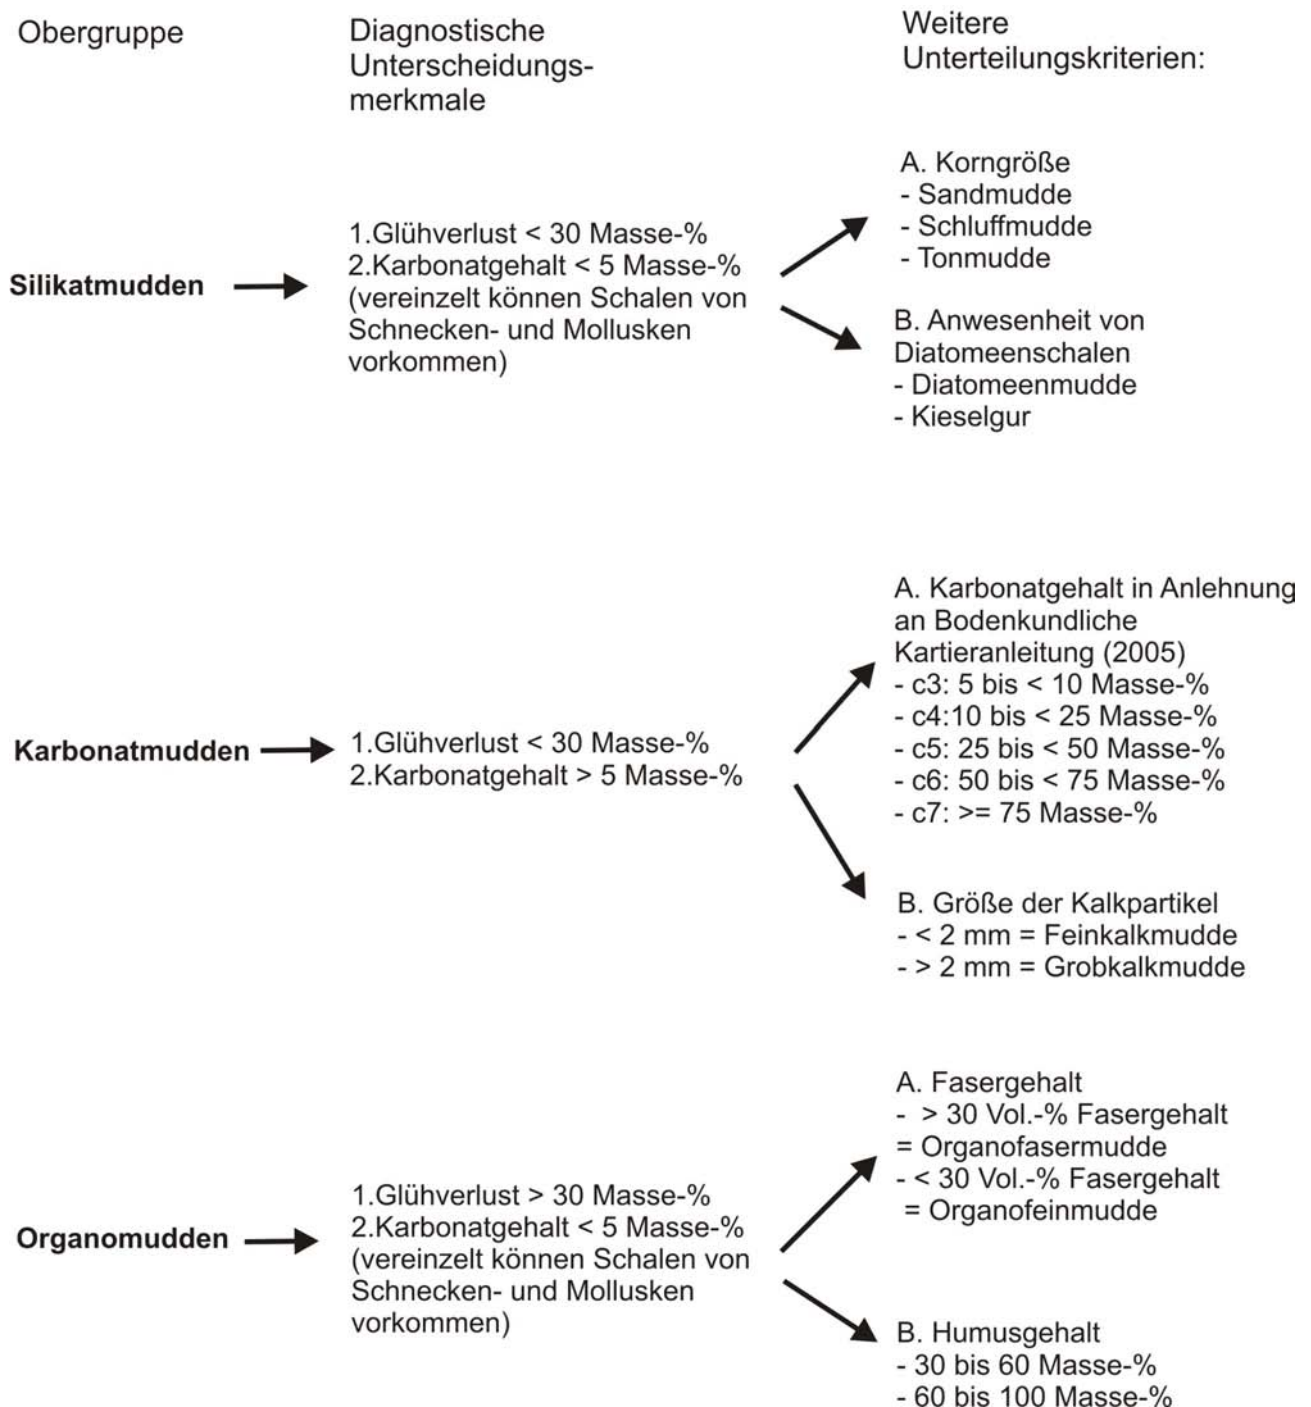 Obergruppe
Diagnostische
Unterscheidungs-
merkmale
Weitere
Unterteilungskriterien:
Silikatmudden
1.Glühverlust < 30 Masse-%
2.Karbonatgehalt < 5 Masse-%
(vereinzelt können Schalen von
Schnecken- und Mollusken
vorkommen)
A. Korngröße
- Sandmudde
- Schluffmudde
- Tonmudde
B. Anwesenheit von
Diatomeenschalen
- Diatomeenmudde
- Kieselgur
Karbonatmudden
1.Glühverlust < 30 Masse-%
2.Karbonatgehalt > 5 Masse-%
A. Karbonatgehalt in Anlehnung
an Bodenkundliche
Kartieranleitung (2005)
- c3: 5 bis < 10 Masse-%
- c4:10 bis < 25 Masse-%
- c5: 25 bis < 50 Masse-%
- c6: 50 bis < 75 Masse-%
- c7: >= 75 Masse-%
B. Größe der Kalkpartikel
- < 2 mm = Feinkalkmudde
- > 2 mm = Grobkalkmudde
Organomudden
1.Glühverlust > 30 Masse-%
2.Karbonatgehalt < 5 Masse-%
(vereinzelt können Schalen von
Schnecken- und Mollusken
vorkommen)
A. Fasergehalt
- > 30 Vol.-% Fasergehalt
= Organofasermudde
- < 30 Vol.-% Fasergehalt
= Organofeinmudde
B. Humusgehalt
- 30 bis 60 Masse-%
- 60 bis 100 Masse-%